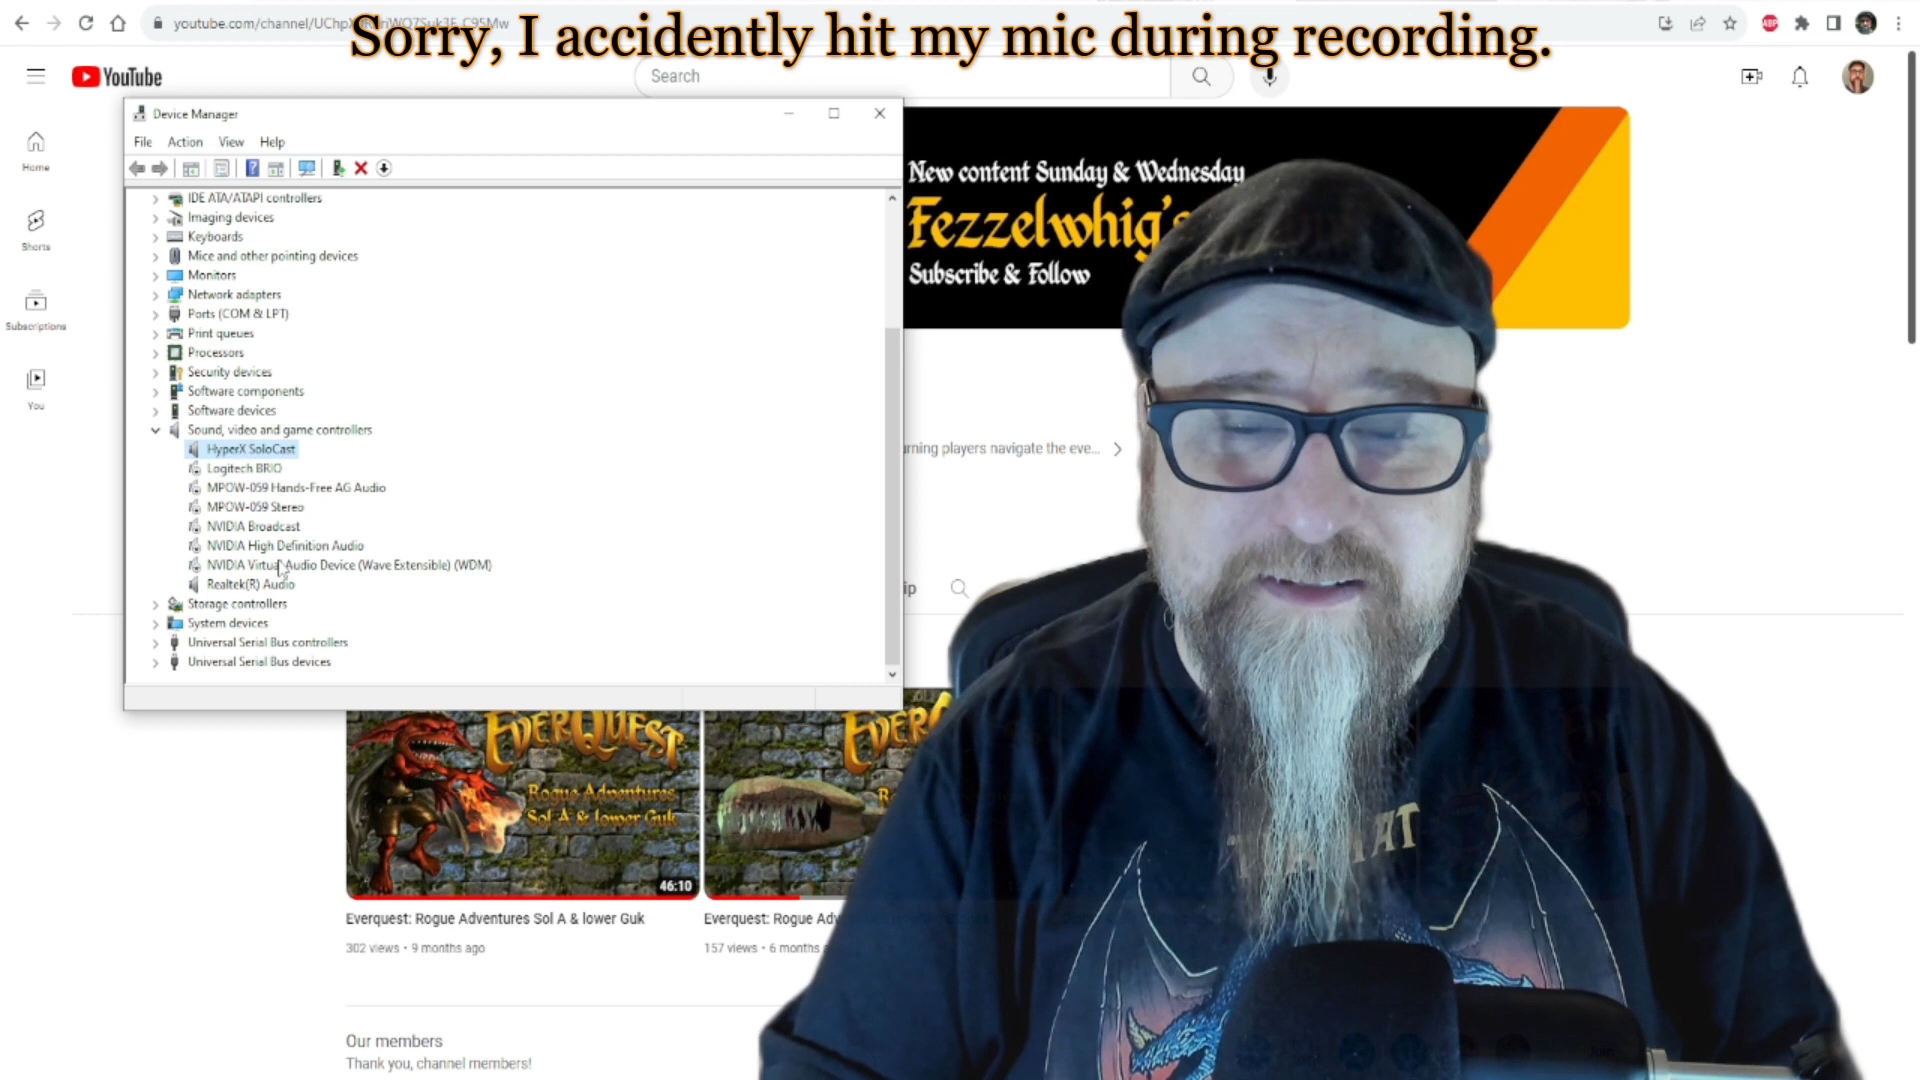 Sorry, I accidently hit my mic during recording.
YouTube
Search
Home
Shorts
Subscriptions
You
Device Manager
File Action View Help
IDE ATA/ATAPI controllers
Imaging devices
Keyboards
Mice and other pointing devices
Monitors
Network adapters
Ports (COM & LPT)
Print queues
Processors
Security devices
Software components
Software devices
Sound, video and game controllers
HyperX SoloCast
Logitech BRIO
MPOW-059 Hands-Free AG Audio
MPOW-059 Stereo
NVIDIA Broadcast
NVIDIA High Definition Audio
NVIDIA Virtual Audio Device (Wave Extensible) (WDM)
Realtek(R) Audio
Storage controllers
System devices
Universal Serial Bus controllers
Universal Serial Bus devices
New content Sunday & Wednesday
Fezzelwhig's
Subscribe & Follow
urning players navigate the eve...
ip
EVERQUEST
Rogue Adventures
Sol A & lower Guk
46:10
EVER
Everquest: Rogue Adventures Sol A & lower Guk
302 views • 9 months ago
Everquest: Rogue Adv
157 views • 6 months
Our members
Thank you, channel members!